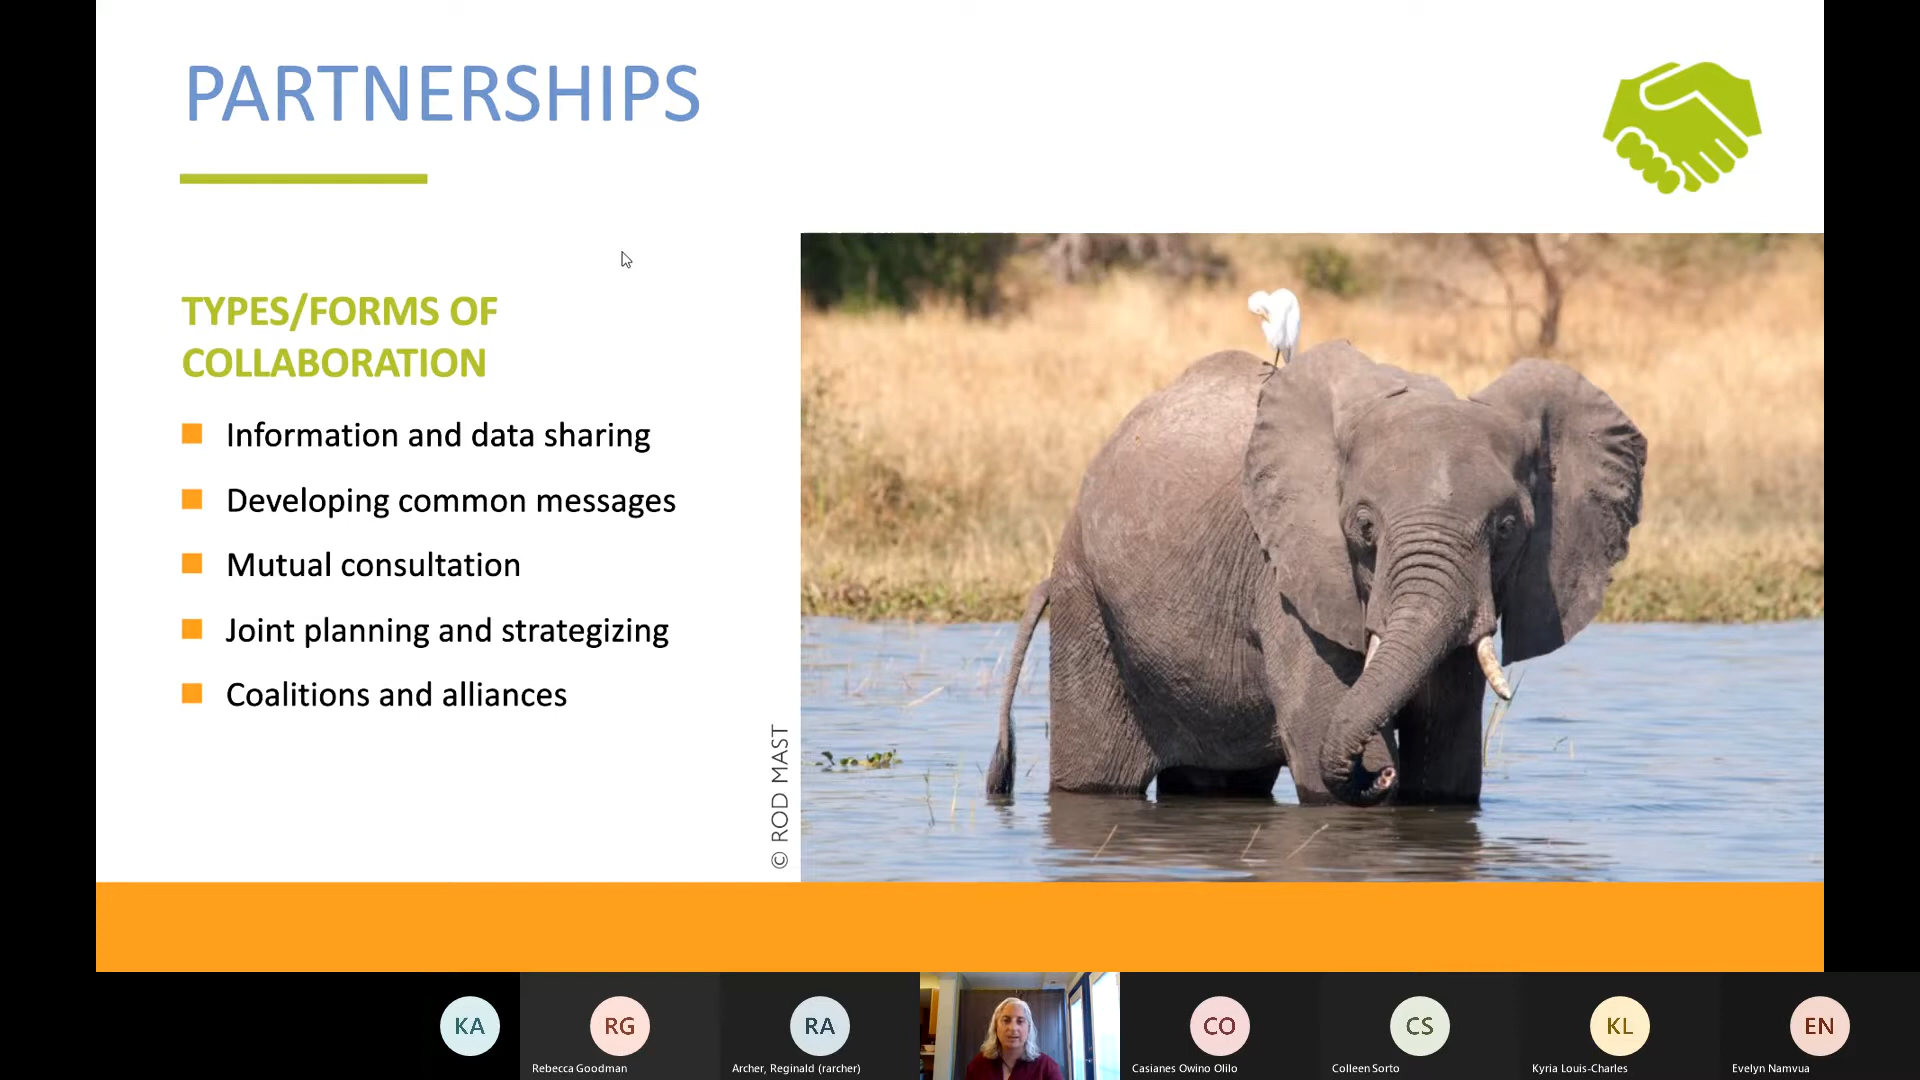 PARTNERSHIPS
TYPES/FORMS OF
COLLABORATION
Information and data sharing
Developing common messages
Mutual consultation
Joint planning and strategizing
Coalitions and alliances
© ROD MAST
KA
RG
RA
CO
CS
KL
EN
Rebecca Goodman
Archer, Reginald (rarcher)
Casianes Owino Olilo
Colleen Sorto
Kyria Louis-Charles
Evelyn Namvua